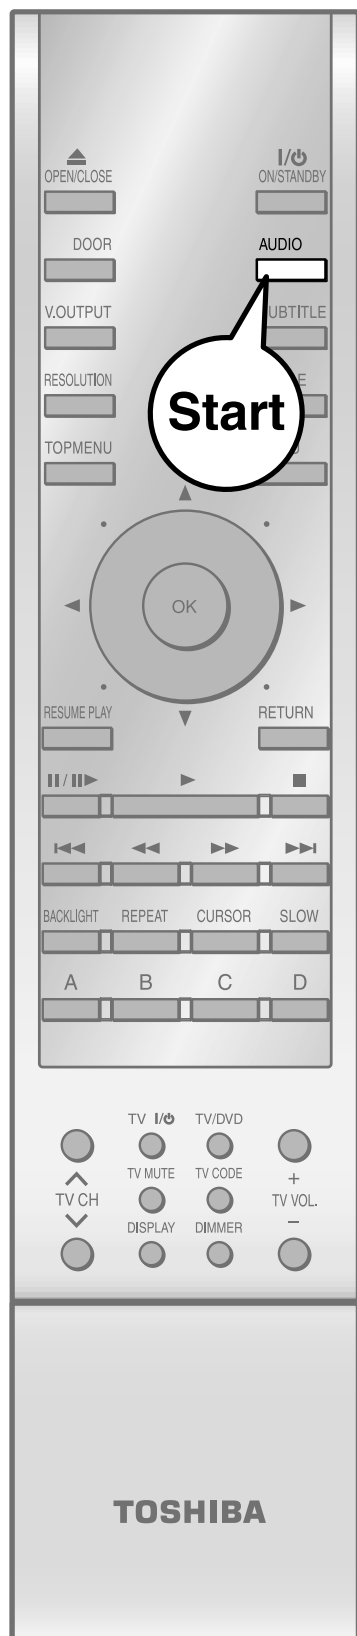 I/⏻
OPEN/CLOSE ON/STANDBY
DOOR AUDIO
V.OUTPUT UBTITLE
RESOLUTION E
Start
TOPMENU
OK
RESUME PLAY RETURN
BACKLIGHT REPEAT CURSOR SLOW
A B C D
TV I/⏻ TV/DVD
TV MUTE TV CODE
TV CH + TV VOL. −
DISPLAY DIMMER
TOSHIBA